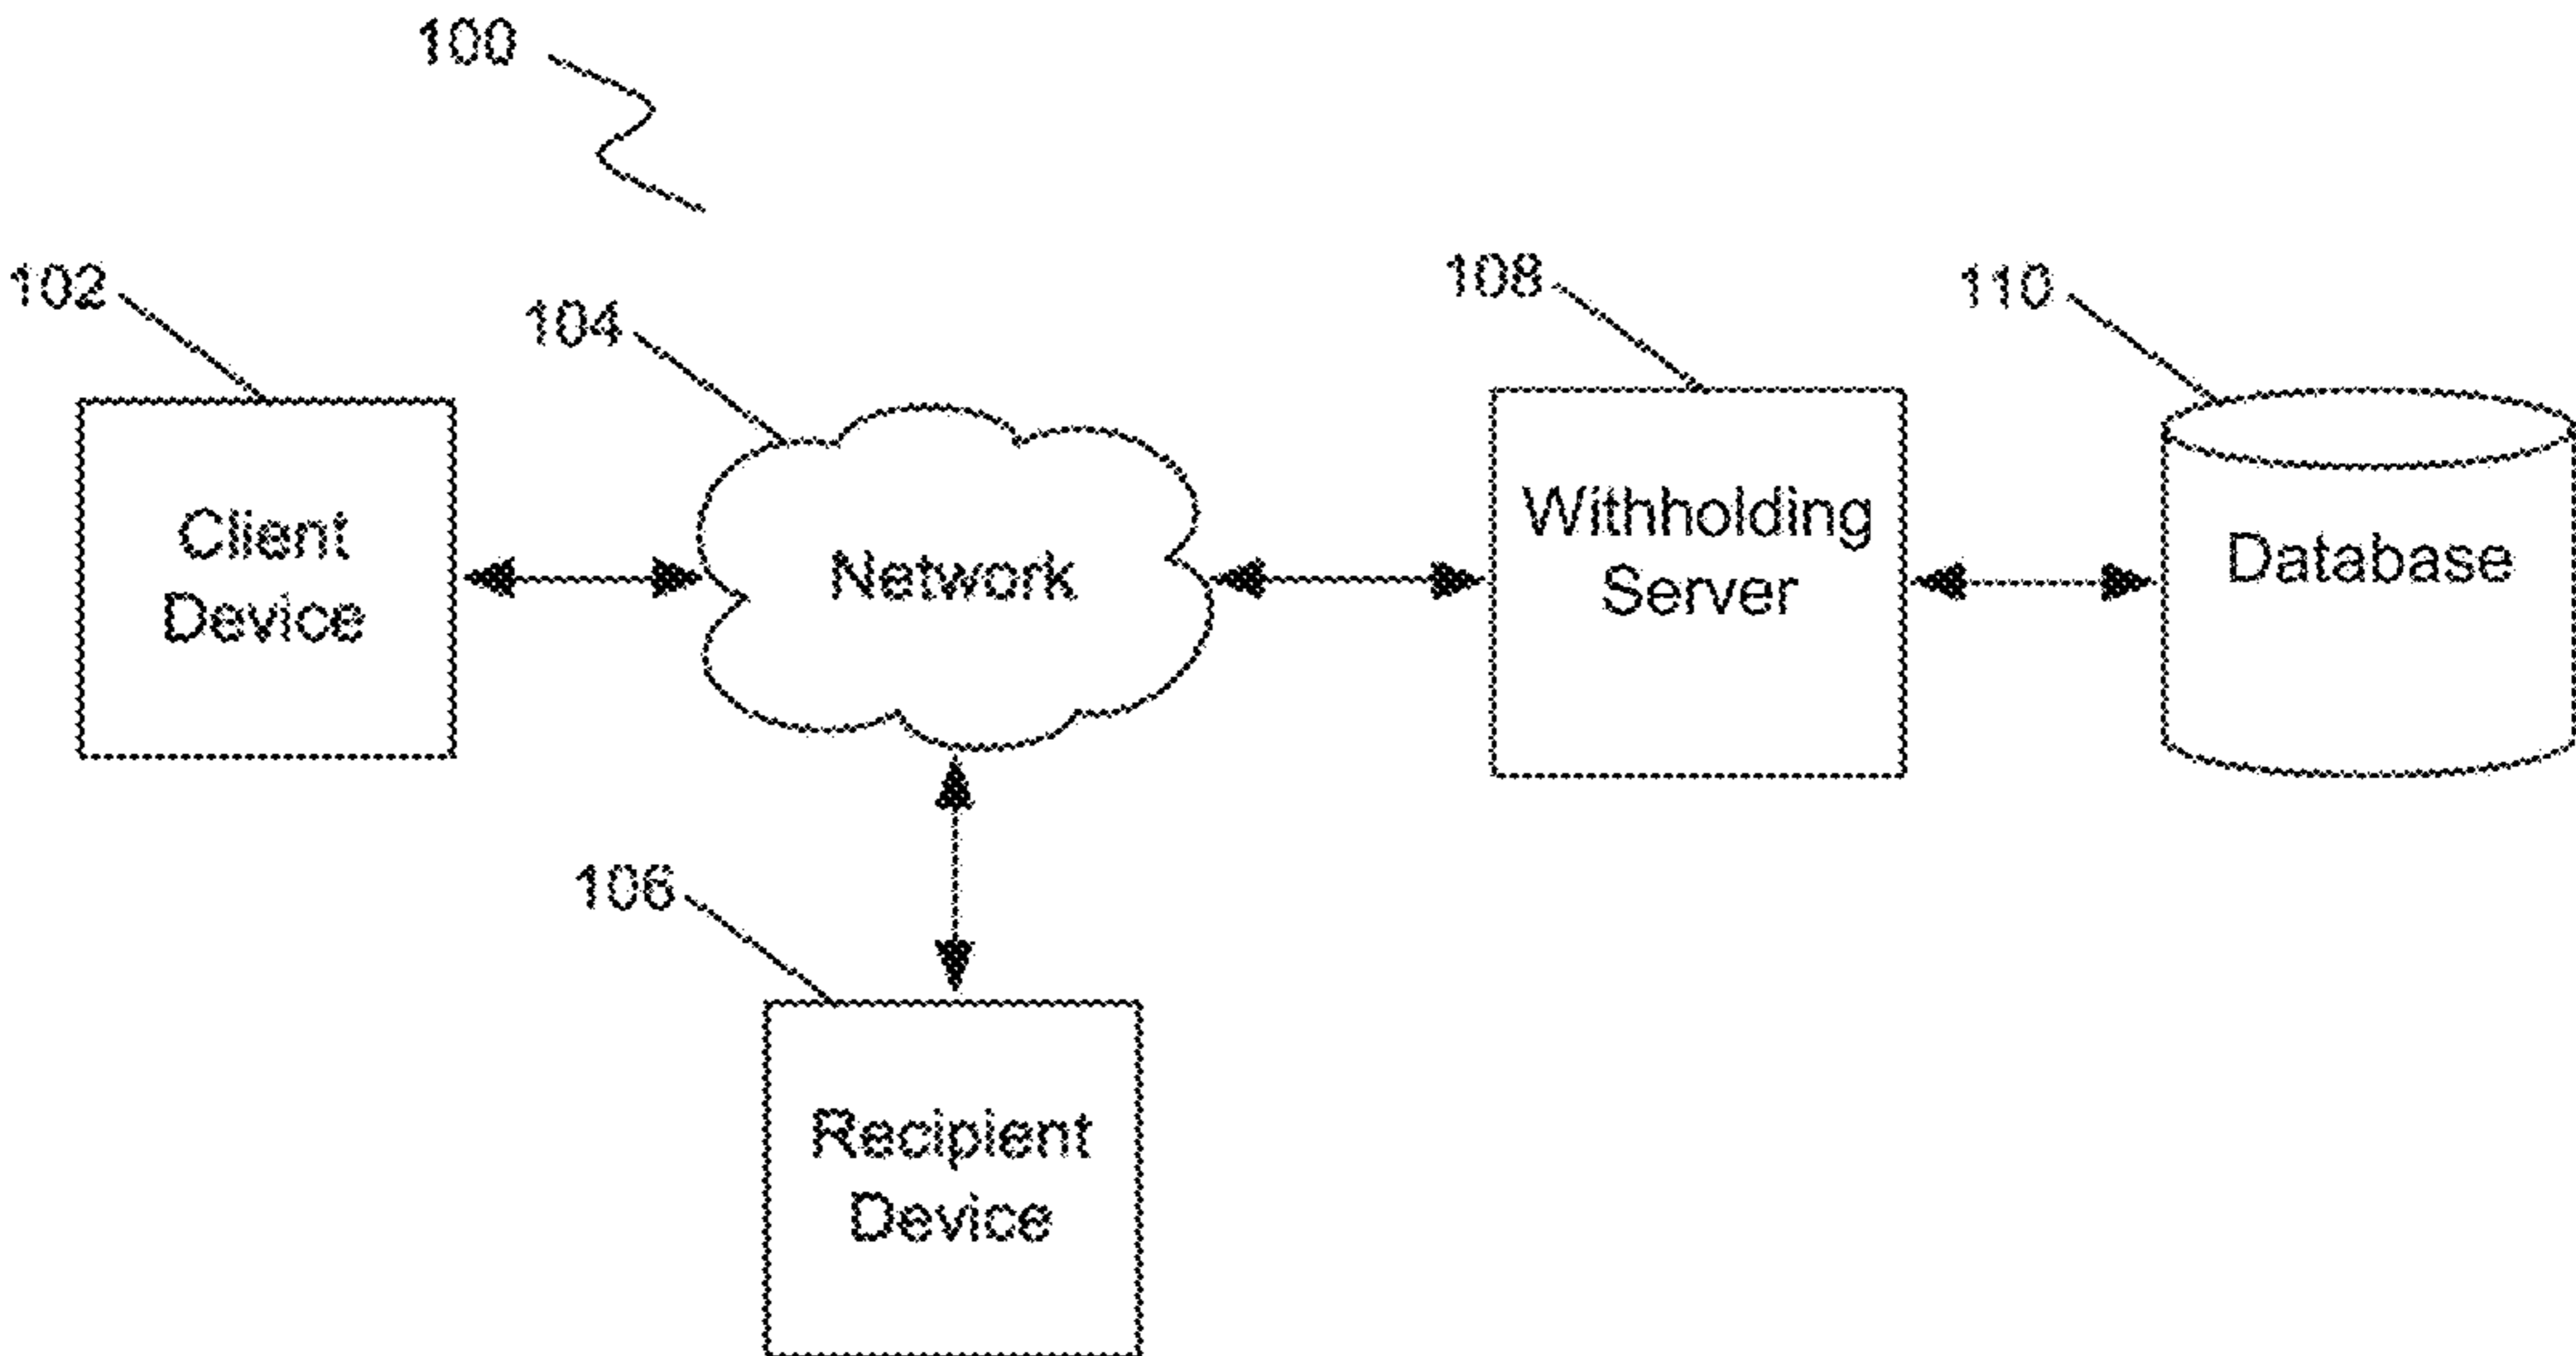 100
102
104
108
110
Client
Device
Network
Withholding
Server
Database
106
Recipient
Device